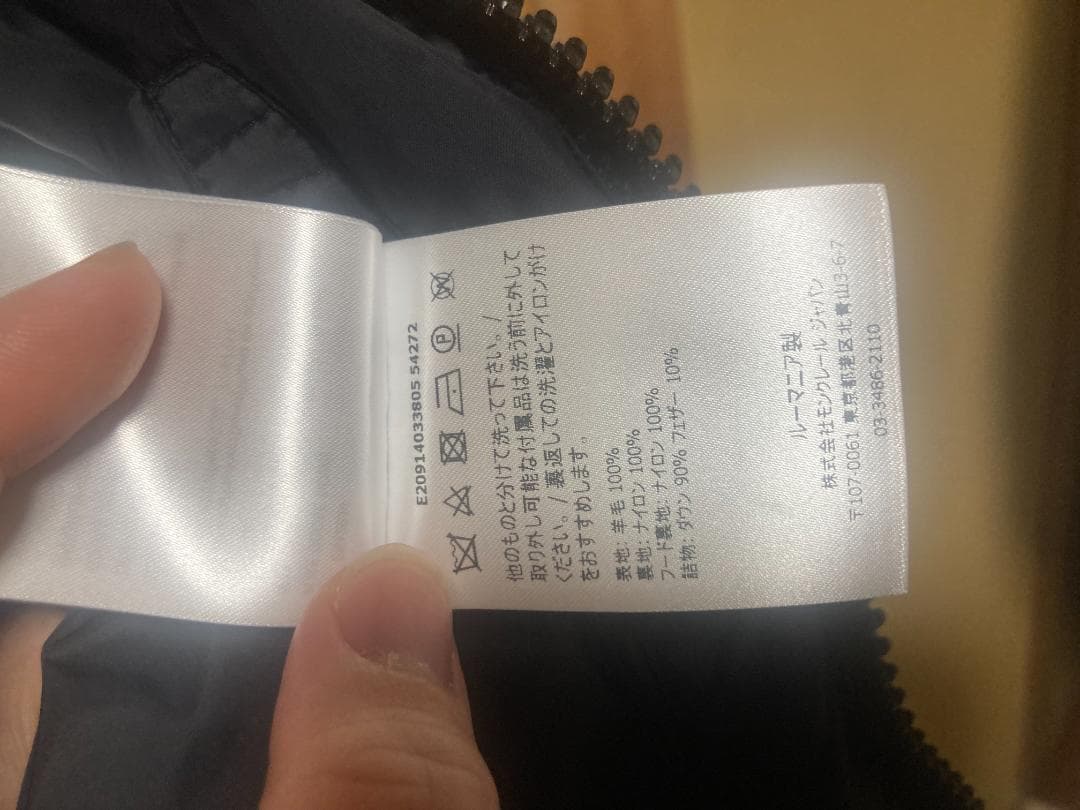 E20914033805 54272
他のものと分けて洗って下さい。/
取り外し可能な付属品は洗う前に外して
ください。/ 裏返しての洗濯とアイロンがけ
をおすすめします。
表地: 羊毛 100%
裏地: ナイロン 100%
フード裏地: ナイロン 100%
詰物: ダウン 90% フェザー 10%
ルーマニア製
株式会社モンクレール ジャパン
〒107-0061 東京都港区北青山3-6-7
03-3486-2110